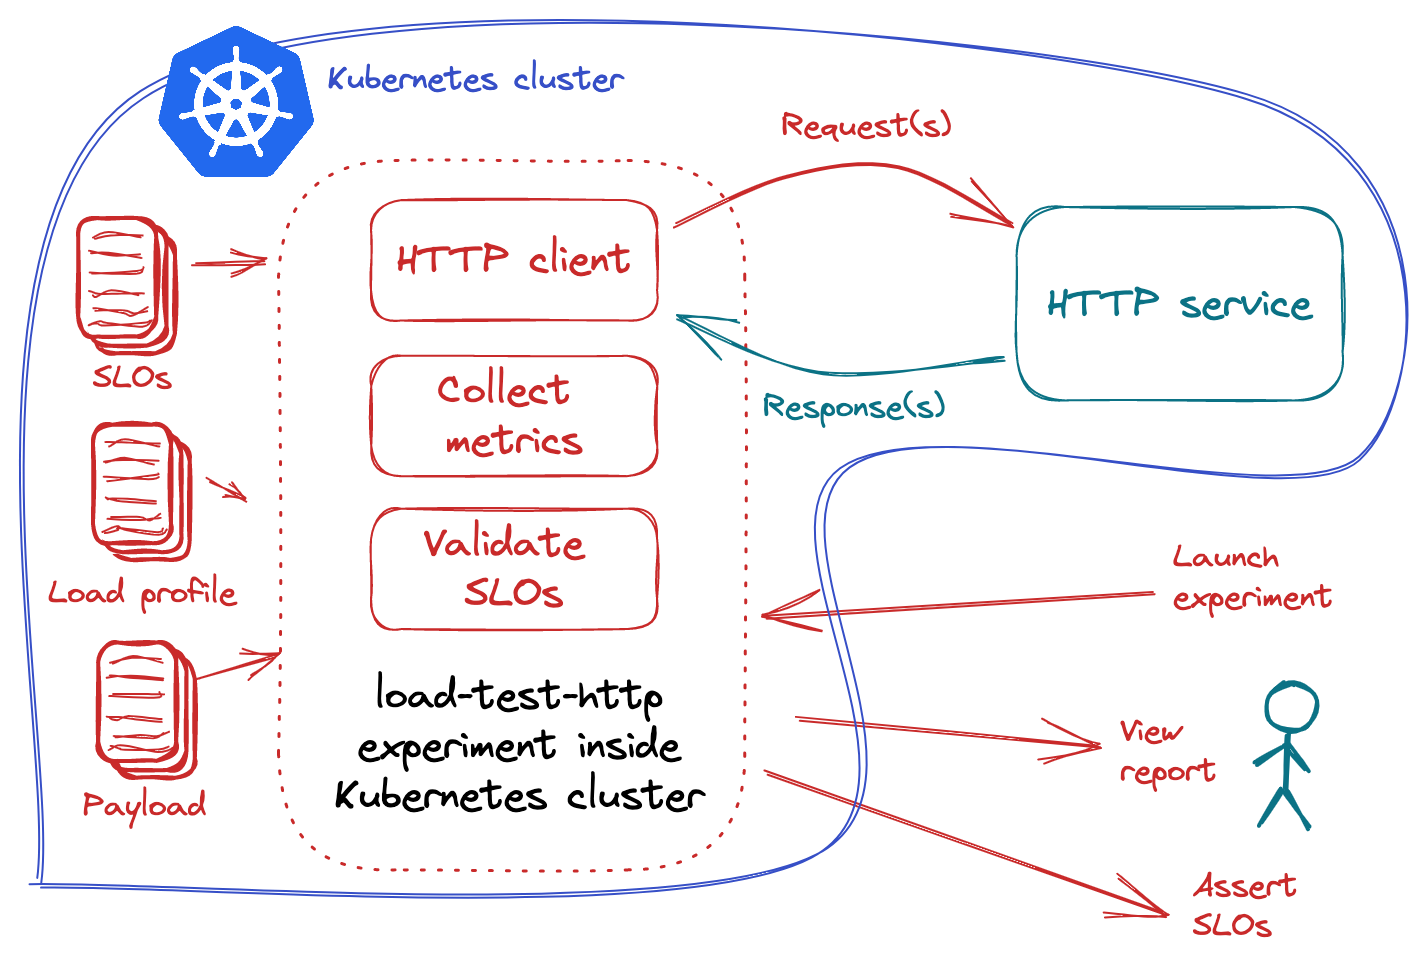 Kubernetes cluster
Request(s)
HTTP client
HTTP service
SLOs
Collect
metrics
Response(s)
Validate
SLOs
Load profile
Launch
experiment
load-test-http
experiment inside
Kubernetes cluster
View
report
Payload
Assert
SLOs